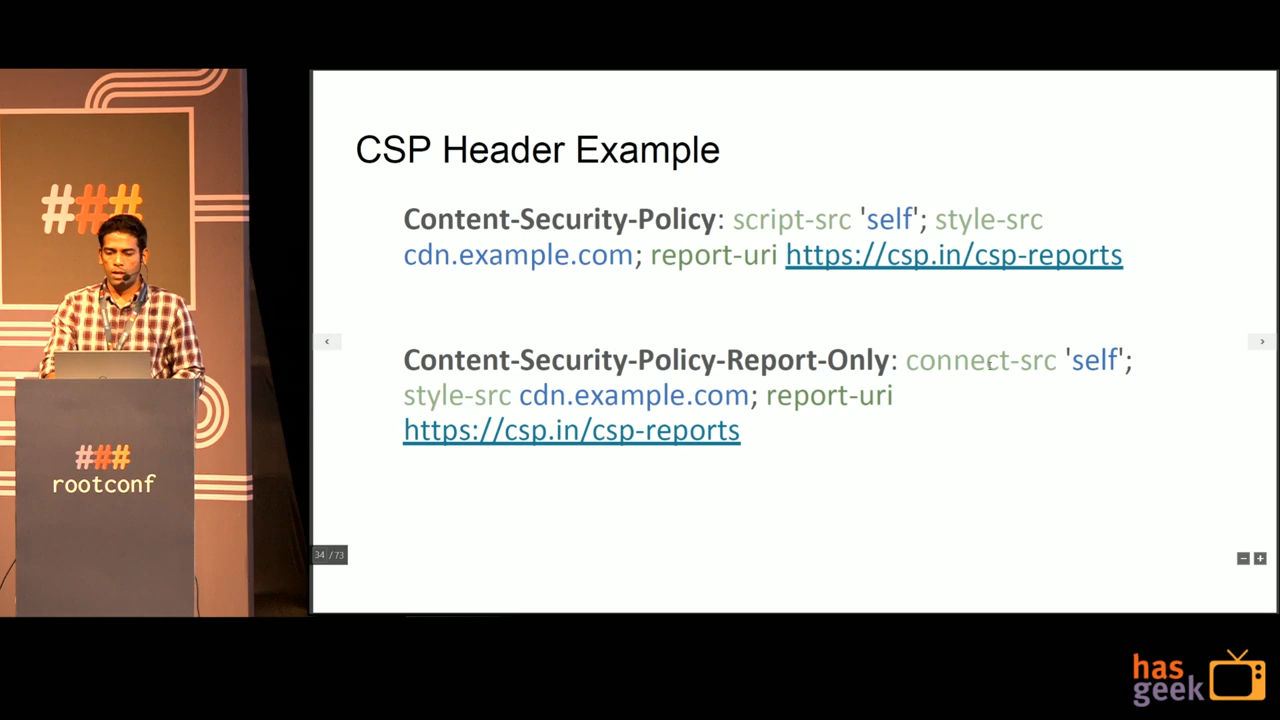 ###
###
rootconf
CSP Header Example
Content-Security-Policy: script-src 'self'; style-src
cdn.example.com; report-uri https://csp.in/csp-reports
Content-Security-Policy-Report-Only: connect-src 'self';
style-src cdn.example.com; report-uri
https://csp.in/csp-reports
34 / 73
has
geek